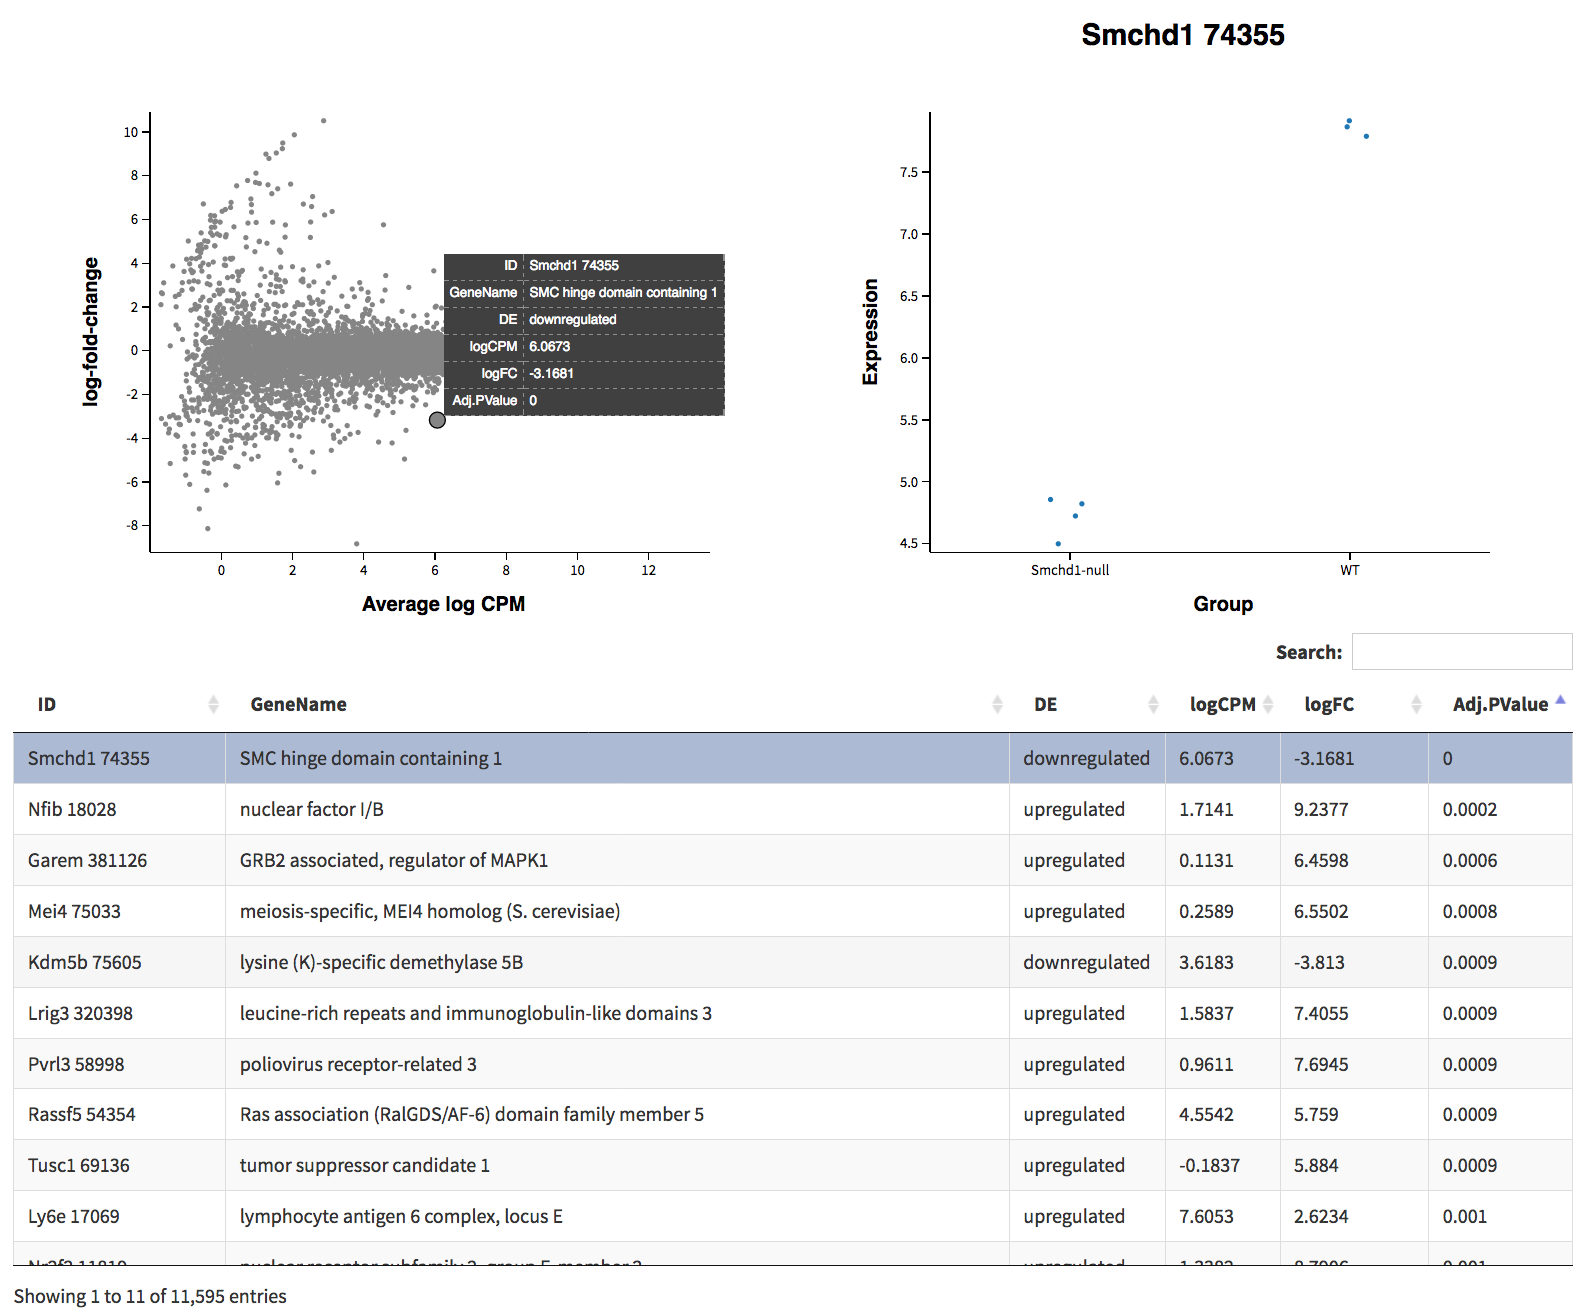 Smchd1 74355
10
8
6
4
2
0
-2
-4
-6
-8
log-fold-change
0 2 4 6 8 10 12
Average log CPM
ID Smchd1 74355
GeneName SMC hinge domain containing 1
DE downregulated
logCPM 6.0673
logFC -3.1681
Adj.PValue 0
7.5
7.0
6.5
6.0
5.5
5.0
4.5
Expression
Smchd1-null WT
Group
Search:
ID GeneName DE logCPM logFC Adj.PValue
Smchd1 74355 SMC hinge domain containing 1 downregulated 6.0673 -3.1681 0
Nfib 18028 nuclear factor I/B upregulated 1.7141 9.2377 0.0002
Garem 381126 GRB2 associated, regulator of MAPK1 upregulated 0.1131 6.4598 0.0006
Mei4 75033 meiosis-specific, MEI4 homolog (S. cerevisiae) upregulated 0.2589 6.5502 0.0008
Kdm5b 75605 lysine (K)-specific demethylase 5B downregulated 3.6183 -3.813 0.0009
Lrig3 320398 leucine-rich repeats and immunoglobulin-like domains 3 upregulated 1.5837 7.4055 0.0009
Pvrl3 58998 poliovirus receptor-related 3 upregulated 0.9611 7.6945 0.0009
Rassf5 54354 Ras association (RalGDS/AF-6) domain family member 5 upregulated 4.5542 5.759 0.0009
Tusc1 69136 tumor suppressor candidate 1 upregulated -0.1837 5.884 0.0009
Ly6e 17069 lymphocyte antigen 6 complex, locus E upregulated 7.6053 2.6234 0.001
Showing 1 to 11 of 11,595 entries